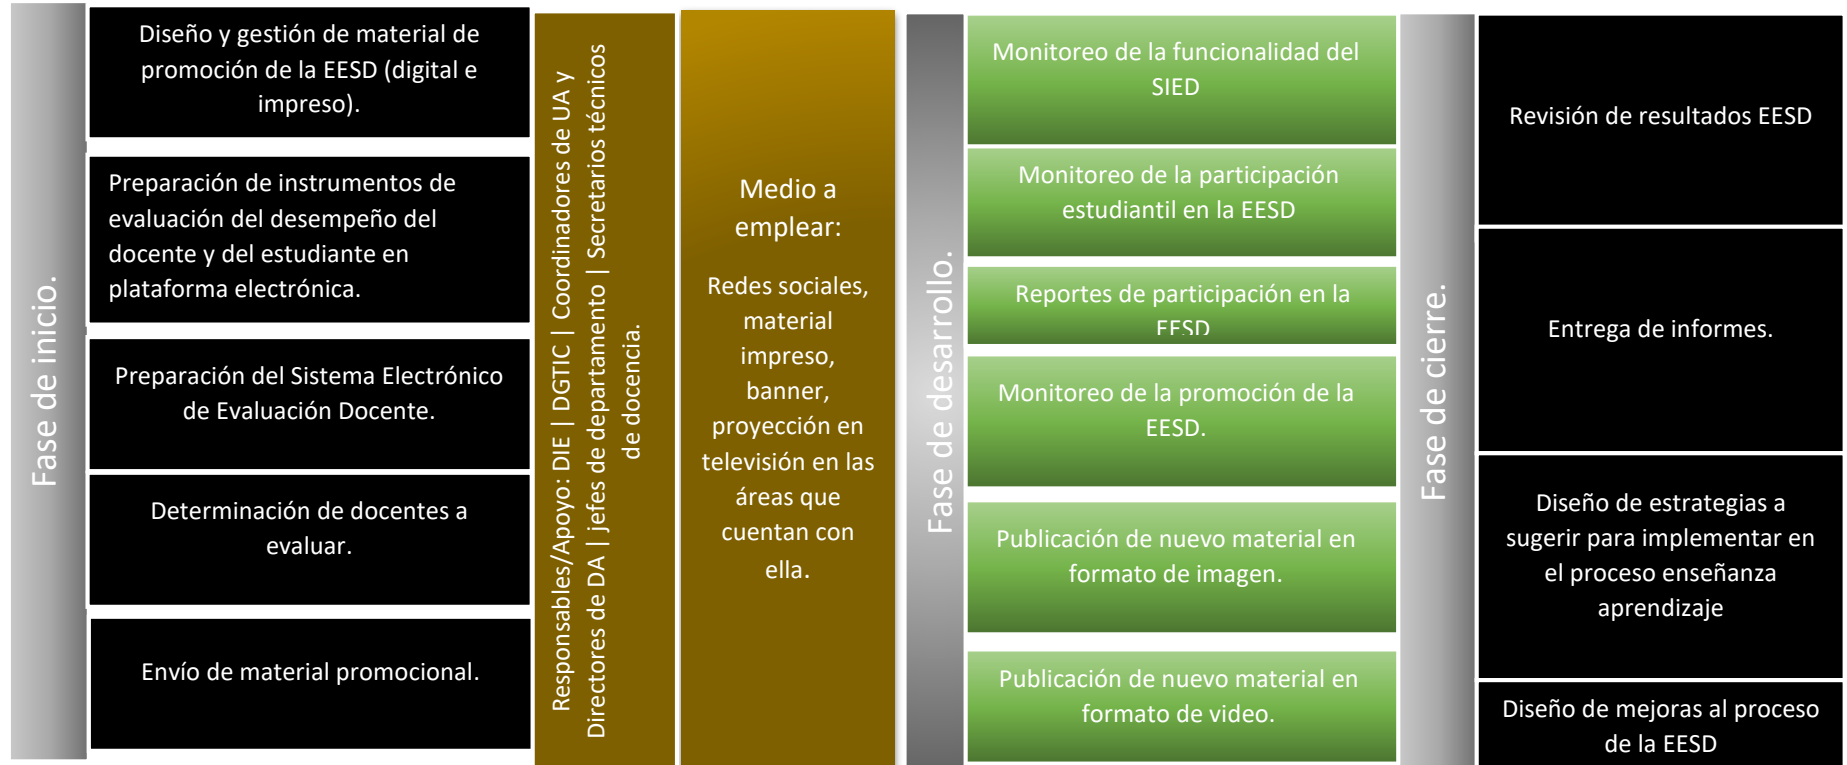 Fase de inicio.
Diseño y gestión de material de
promoción de la EESD (digital e
impreso).
Preparación de instrumentos de
evaluación del desempeño del
docente y del estudiante en
plataforma electrónica.
Preparación del Sistema Electrónico
de Evaluación Docente.
Determinación de docentes a
evaluar.
Envío de material promocional.
Responsables/Apoyo: DIE | DGTIC | Coordinadores de UA y
Directores de DA | jefes de departamento | Secretarios técnicos
de docencia.
Medio a
emplear:
Redes sociales,
material
impreso,
banner,
proyección en
televisión en las
áreas que
cuentan con
ella.
Fase de desarrollo.
Monitoreo de la funcionalidad del
SIED
Monitoreo de la participación
estudiantil en la EESD
Reportes de participación en la
EESD
Monitoreo de la promoción de la
EESD.
Publicación de nuevo material en
formato de imagen.
Publicación de nuevo material en
formato de video.
Fase de cierre.
Revisión de resultados EESD
Entrega de informes.
Diseño de estrategias a
sugerir para implementar en
el proceso enseñanza
aprendizaje
Diseño de mejoras al proceso
de la EESD